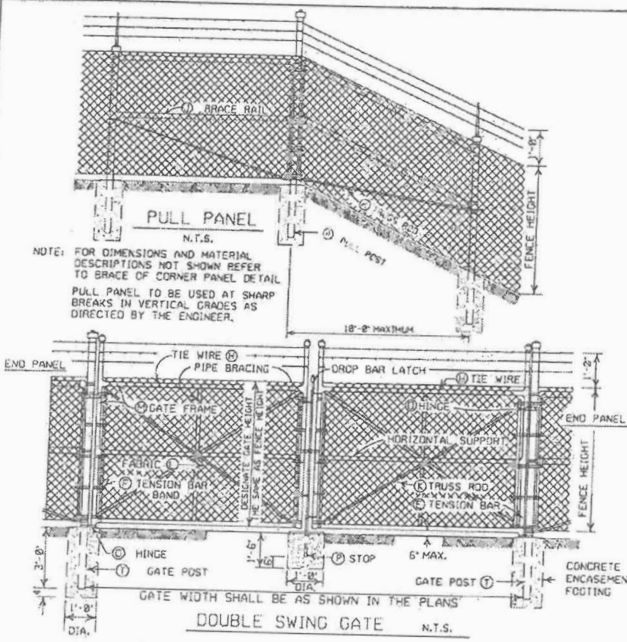 Ⓙ BRACE RAIL
1'-0"
FENCE HEIGHT
PULL PANEL
N.T.S.
Ⓡ PULL POST
NOTE: FOR DIMENSIONS AND MATERIAL
DESCRIPTIONS NOT SHOWN REFER
TO BRACE OF CORNER PANEL DETAIL
PULL PANEL TO BE USED AT SHARP
BREAKS IN VERTICAL GRADES AS
DIRECTED BY THE ENGINEER.
10'-0" MAXIMUM
END PANEL
TIE WIRE Ⓗ
PIPE BRACING
DROP BAR LATCH
Ⓗ TIE WIRE
1'-0"
GATE FRAME
HINGE
END PANEL
DESIGNATE GATE HEIGHT
THE SAME AS FENCE HEIGHT
HORIZONTAL SUPPORT
FABRIC Ⓛ
Ⓕ TENSION BAR
BAND
Ⓔ TRUSS ROD
TENSION BAR
FENCE HEIGHT
HINGE
1'-6"
6"
Ⓟ STOP
6" MAX.
3'-0"
Ⓣ GATE POST
1'-0"
DIA.
GATE POST Ⓣ
CONCRETE
ENCASEMENT
FOOTING
4"
GATE WIDTH SHALL BE AS SHOWN IN THE PLANS
1'-0"
DIA.
DOUBLE SWING GATE
N.T.S.